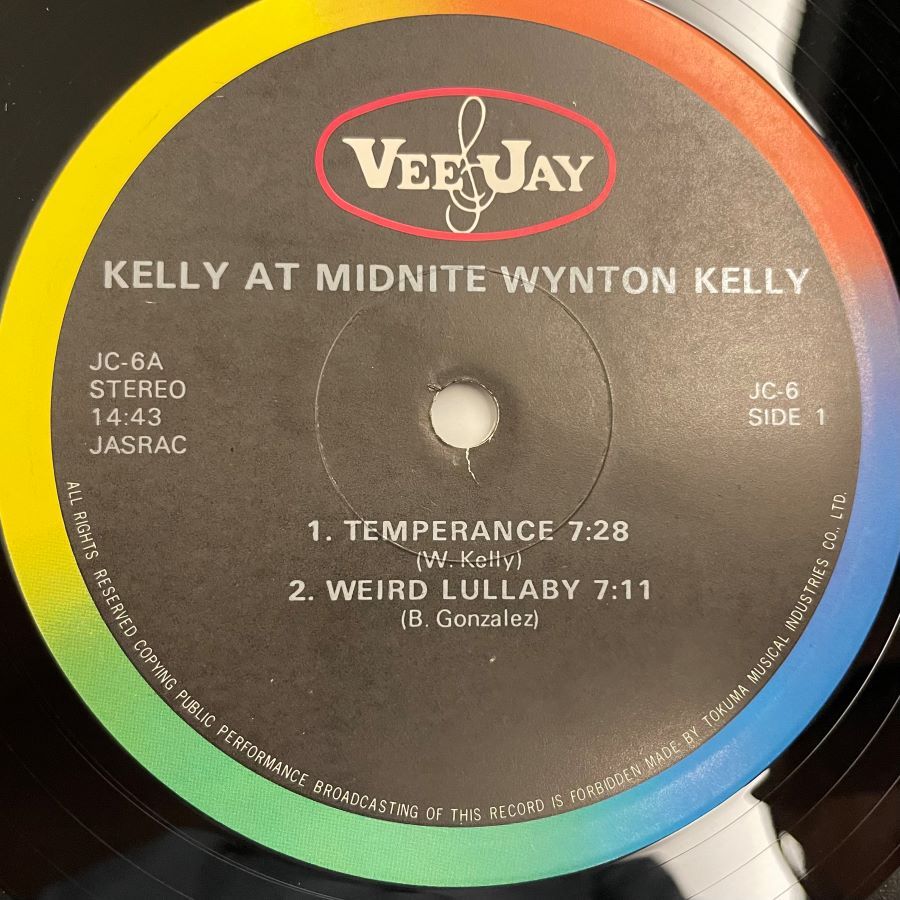 VEE JAY
KELLY AT MIDNITE WYNTON KELLY
JC-6A
STEREO
14:43
JASRAC
JC-6
SIDE 1
1. TEMPERANCE 7:28
(W. Kelly)
2. WEIRD LULLABY 7:11
(B. Gonzalez)
ALL RIGHTS RESERVED COPYING PUBLIC PERFORMANCE BROADCASTING OF THIS RECORD IS FORBIDDEN MADE BY TOKUMA MUSICAL INDUSTRIES CO., LTD.